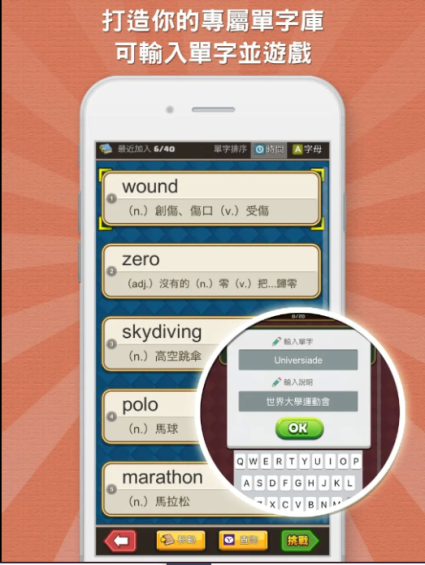 打造你的專屬單字庫
可輸入單字並遊戲
最近加入 6/40 單字排序 時間 A字母
1 wound
（n.）創傷、傷口（v.）受傷
2 zero
（adj.）沒有的（n.）零（v.）把...歸零
3 skydiving
（n.）高空跳傘
4 polo
（n.）馬球
5 marathon
（n.）馬拉松
輸入單字
Universiade
輸入說明
世界大學運動會
OK
Q W E R T Y U I O P
A S D F G H J K L
X C V B N M
挑戰